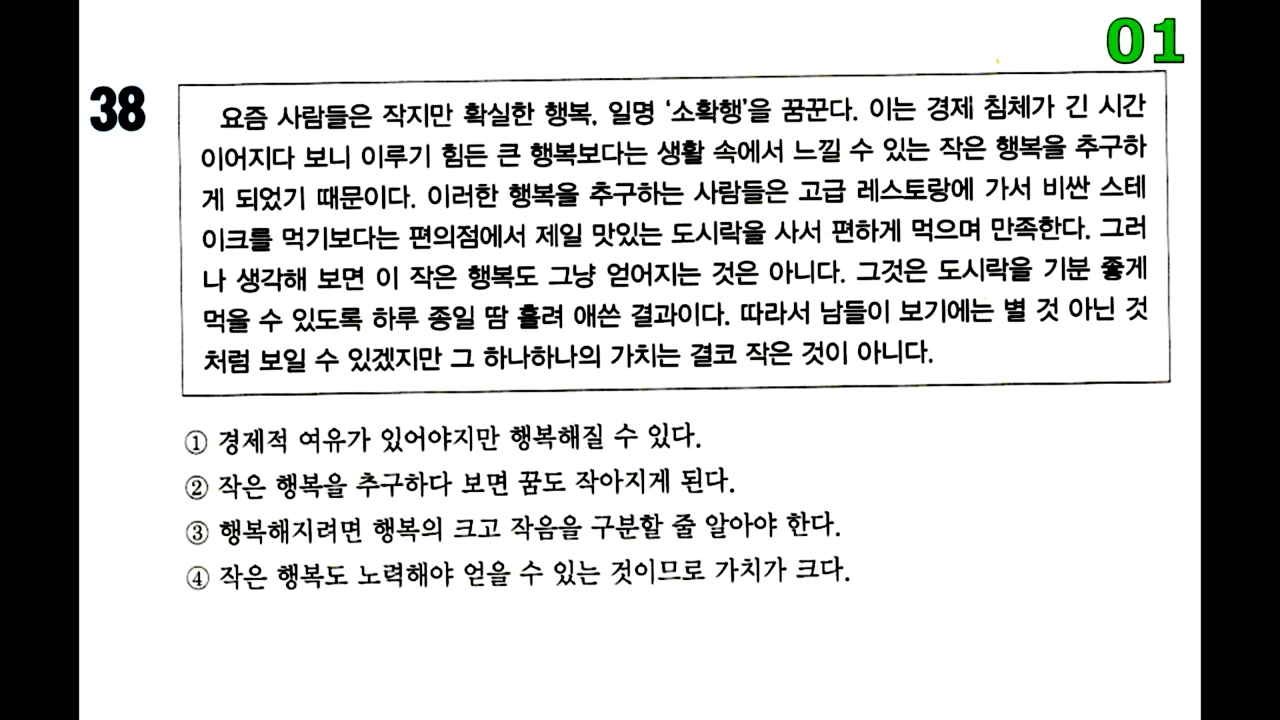 01
38
요즘 사람들은 작지만 확실한 행복, 일명 '소확행'을 꿈꾼다. 이는 경제 침체가 긴 시간
이어지다 보니 이루기 힘든 큰 행복보다는 생활 속에서 느낄 수 있는 작은 행복을 추구하
게 되었기 때문이다. 이러한 행복을 추구하는 사람들은 고급 레스토랑에 가서 비싼 스테
이크를 먹기보다는 편의점에서 제일 맛있는 도시락을 사서 편하게 먹으며 만족한다. 그러
나 생각해 보면 이 작은 행복도 그냥 얻어지는 것은 아니다. 그것은 도시락을 기분 좋게
먹을 수 있도록 하루 종일 땀 흘려 애쓴 결과이다. 따라서 남들이 보기에는 별 것 아닌 것
처럼 보일 수 있겠지만 그 하나하나의 가치는 결코 작은 것이 아니다.
① 경제적 여유가 있어야지만 행복해질 수 있다.
② 작은 행복을 추구하다 보면 꿈도 작아지게 된다.
③ 행복해지려면 행복의 크고 작음을 구분할 줄 알아야 한다.
④ 작은 행복도 노력해야 얻을 수 있는 것이므로 가치가 크다.